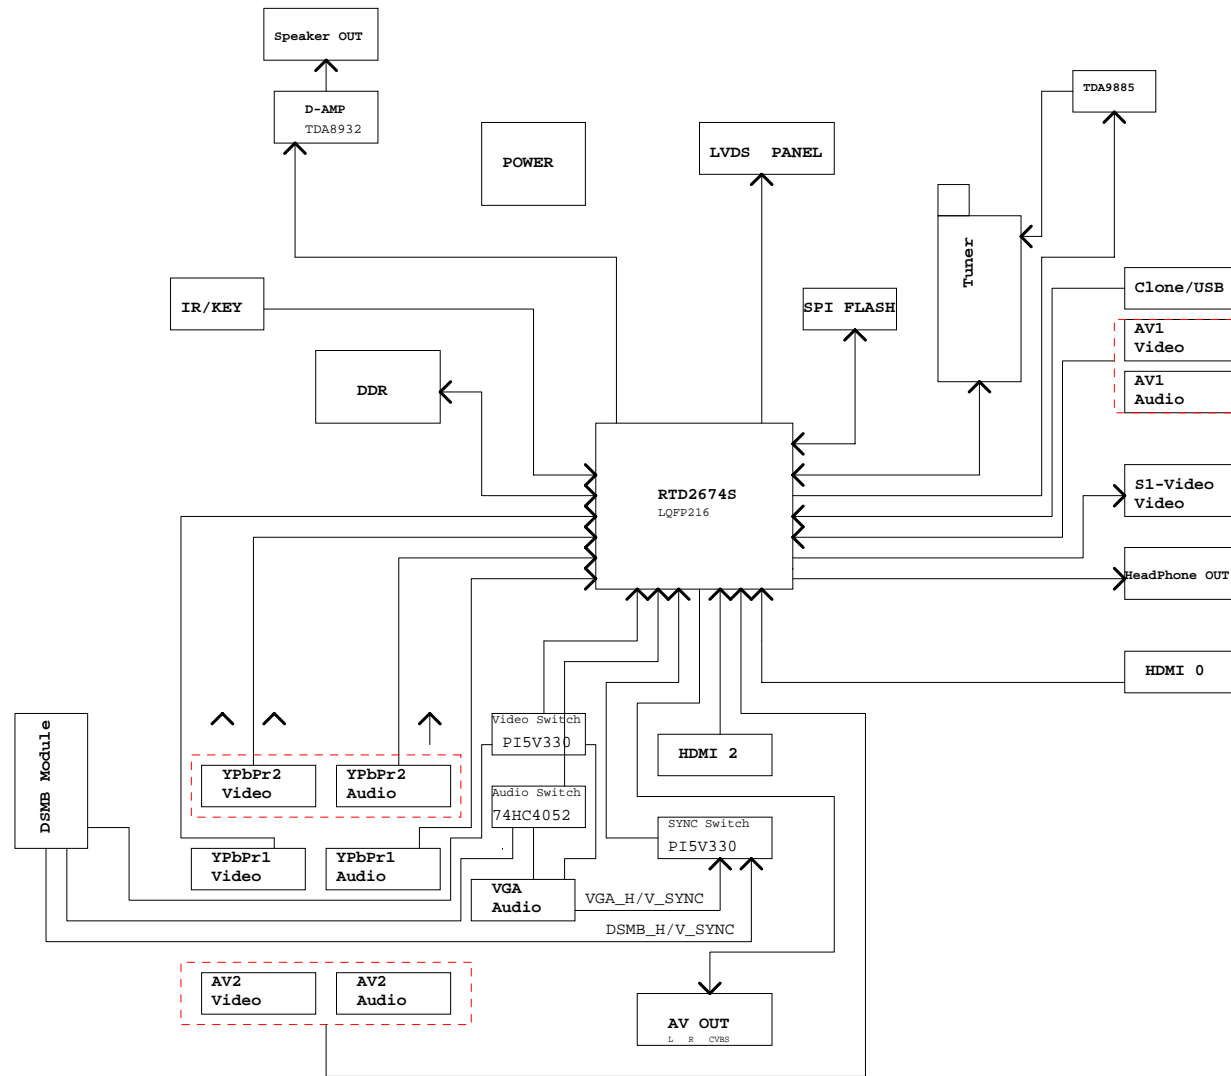 Speaker OUT
D-AMP
TDA8932
POWER
LVDS PANEL
TDA9885
Tuner
IR/KEY
SPI FLASH
Clone/USB
AV1
Video
AV1
Audio
DDR
RTD2674S
LQFP216
S1-Video
Video
HeadPhone OUT
HDMI 0
DSMB Module
Video Switch
PI5V330
HDMI 2
YPbPr2
Video
YPbPr2
Audio
Audio Switch
74HC4052
SYNC Switch
PI5V330
YPbPr1
Video
YPbPr1
Audio
VGA
Audio
VGA_H/V_SYNC
DSMB_H/V_SYNC
AV2
Video
AV2
Audio
AV OUT
L R CVBS